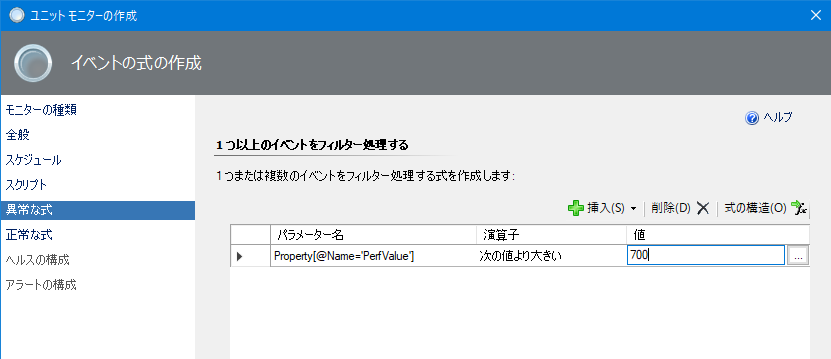 ユニット モニターの作成
イベントの式の作成
モニターの種類
全般
スケジュール
スクリプト
異常な式
正常な式
ヘルスの構成
アラートの構成
ヘルプ
1 つ以上のイベントをフィルター処理する
1つまたは複数のイベントをフィルター処理する式を作成します:
挿入(S) 削除(D) 式の構造(O)
パラメーター名 演算子 値
Property[@Name='PerfValue'] 次の値より大きい 700 ...